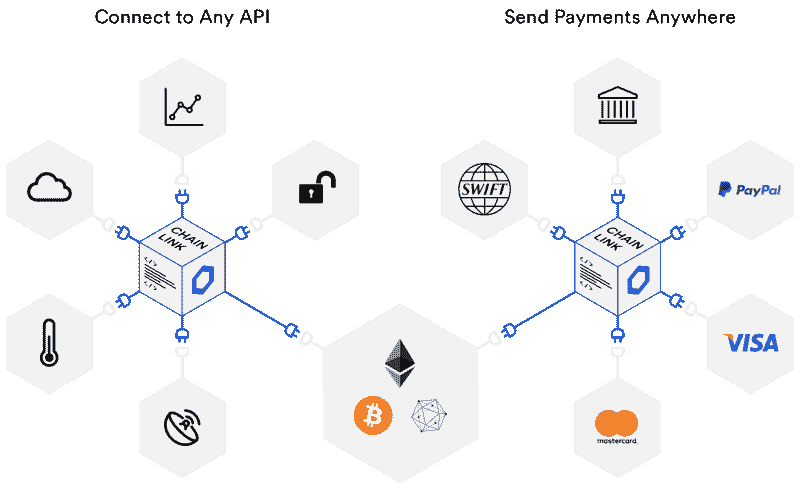 Connect to Any API
Send Payments Anywhere
SWIFT
PayPal
CHAIN
LINK
</>
</>
CHAIN
LINK
</>
</>
VISA
mastercard.